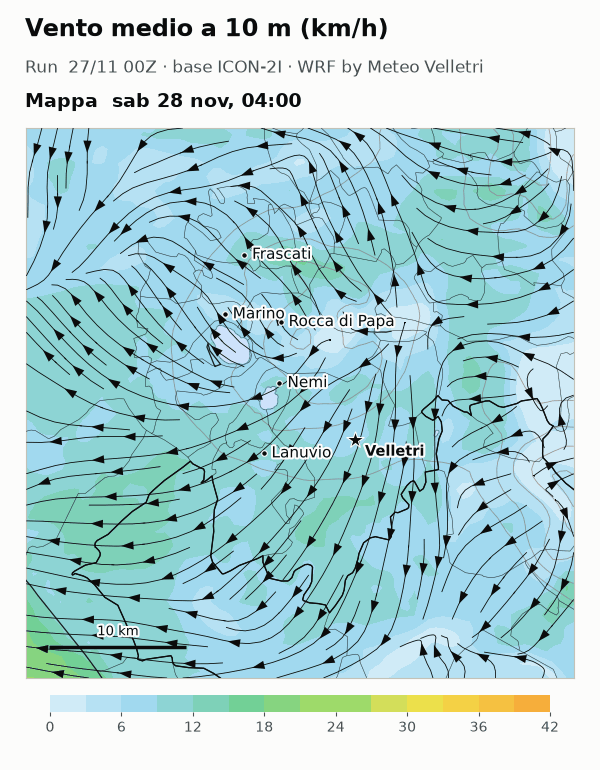 Vento medio a 10 m (km/h)
Run 27/11 00Z · base ICON-2I · WRF by Meteo Velletri
Mappa sab 28 nov, 04:00
Frascati
Marino
Rocca di Papa
Nemi
Velletri
Lanuvio
10 km
0 6 12 18 24 30 36 42